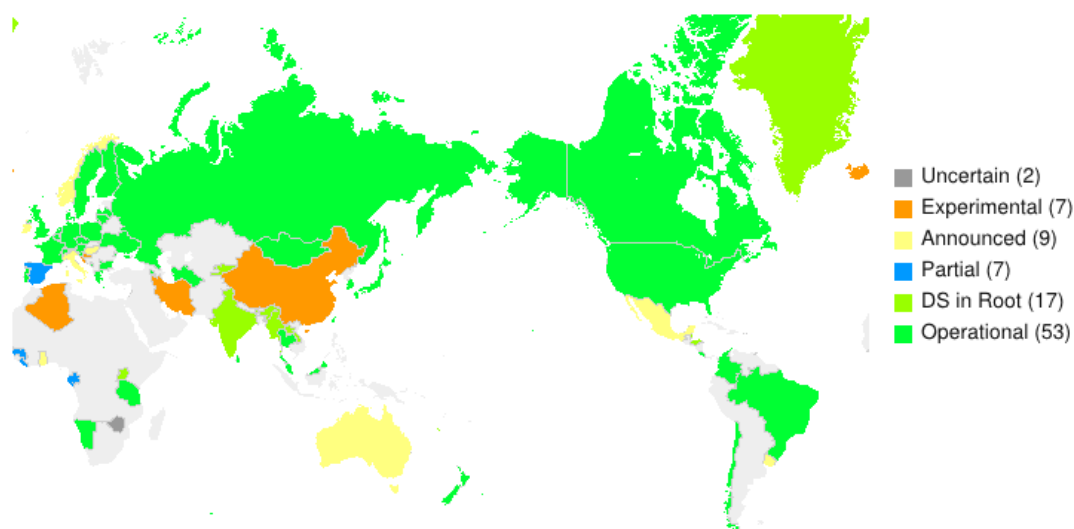 Uncertain (2)
Experimental (7)
Announced (9)
Partial (7)
DS in Root (17)
Operational (53)